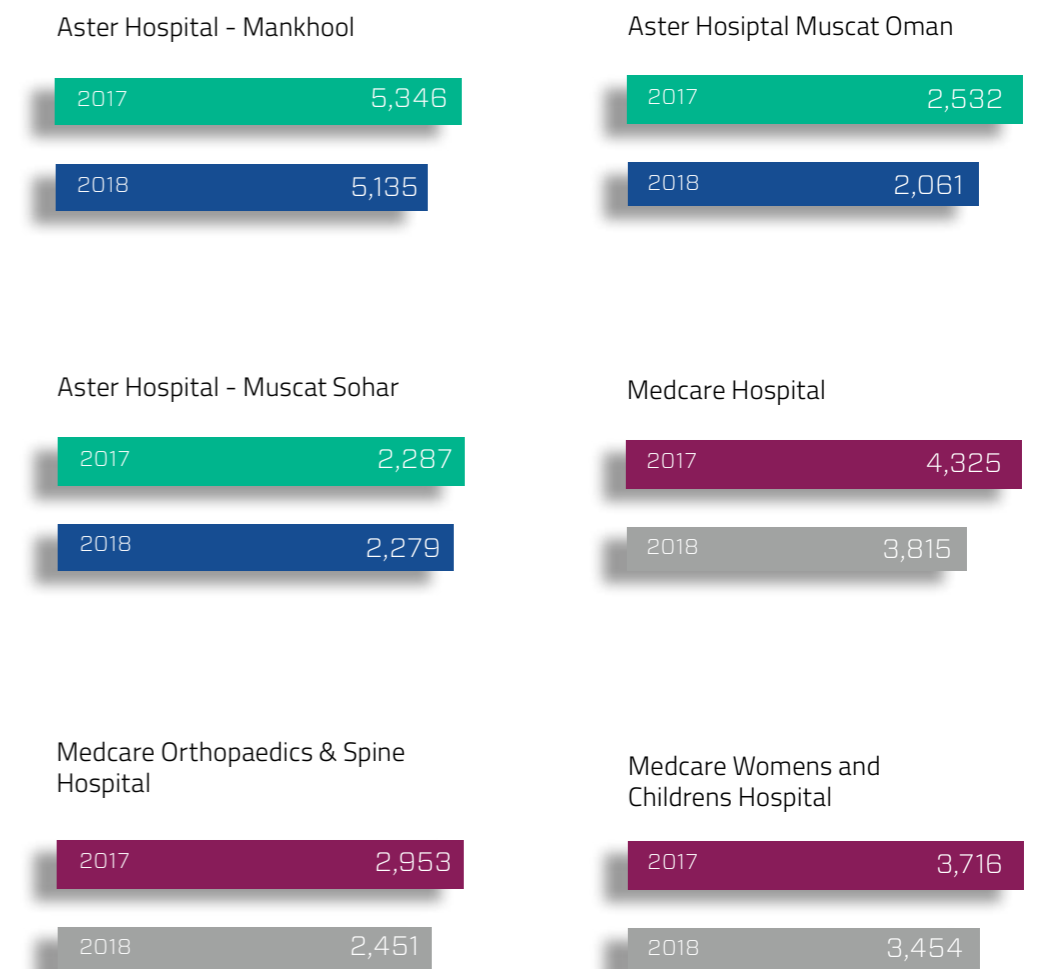 Aster Hospital - Mankhool
2017 5,346
2018 5,135
Aster Hosiptal Muscat Oman
2017 2,532
2018 2,061
Aster Hospital - Muscat Sohar
2017 2,287
2018 2,279
Medcare Hospital
2017 4,325
2018 3,815
Medcare Orthopaedics & Spine
Hospital
2017 2,953
2018 2,451
Medcare Womens and
Childrens Hospital
2017 3,716
2018 3,454